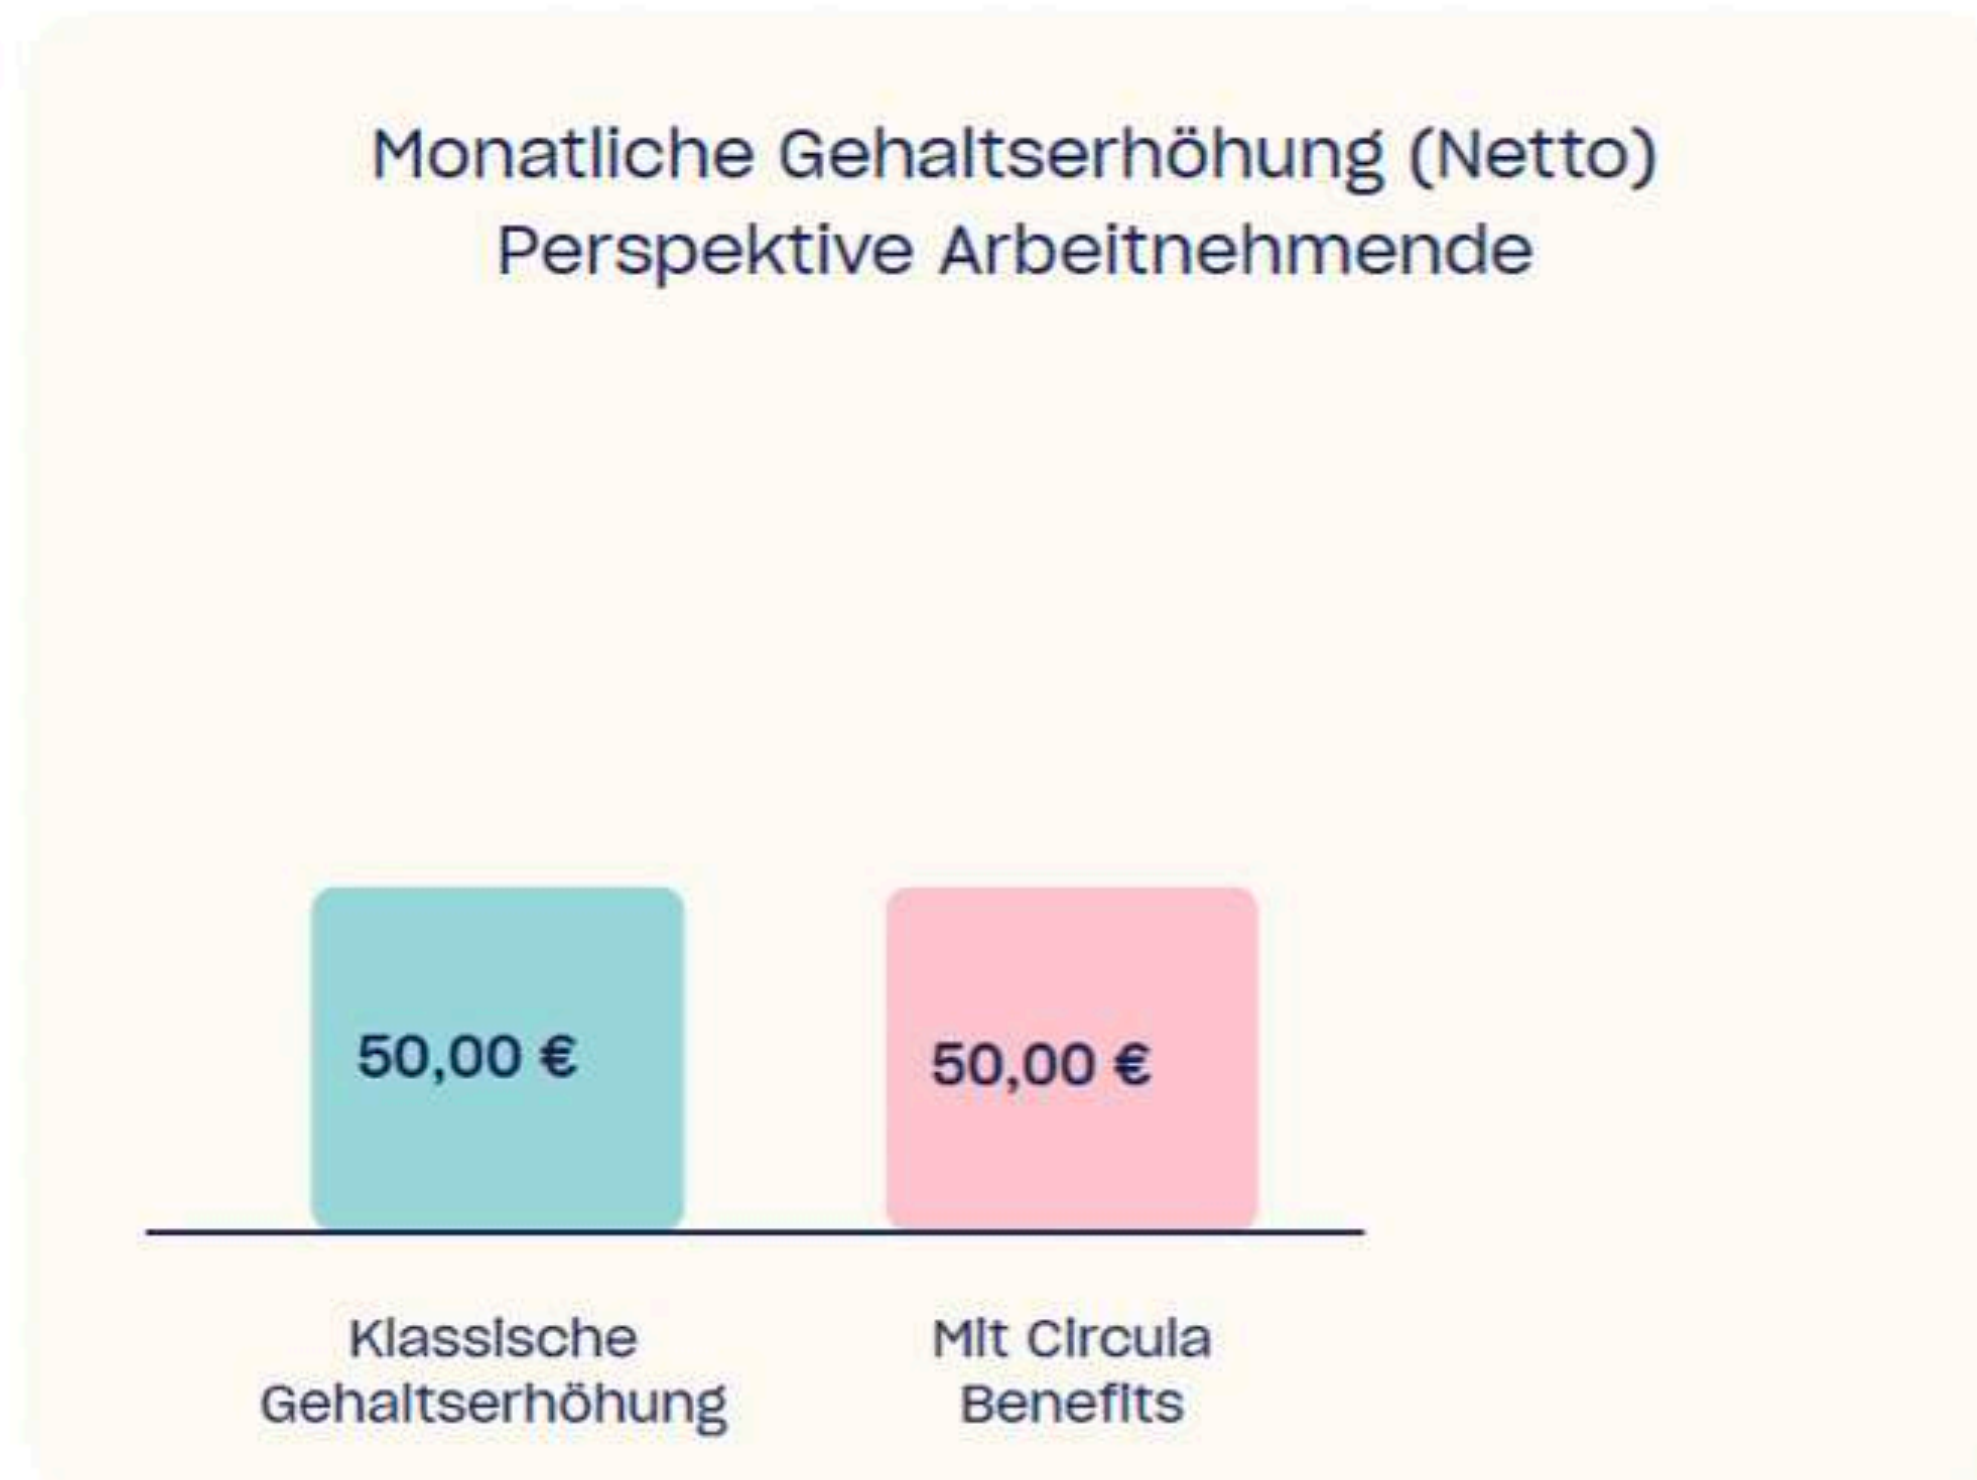 Monatliche Gehaltserhöhung (Netto)
Perspektive Arbeitnehmende
50,00 €
50,00 €
Klassische
Gehaltserhöhung
Mit Circula
Benefits